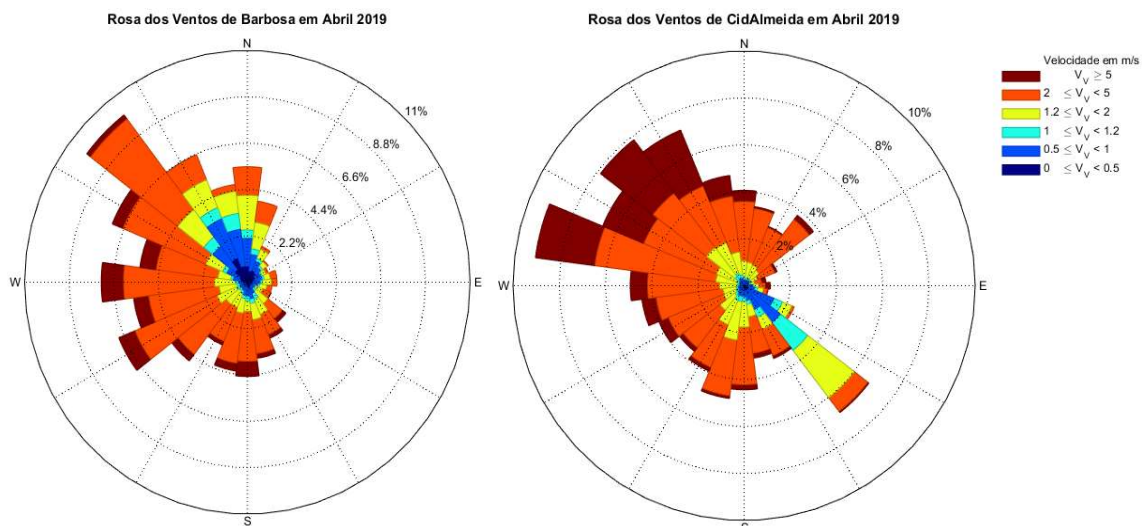 Rosa dos Ventos de Barbosa em Abril 2019
N
11%
8.8%
6.6%
4.4%
2.2%
W
E
S
Rosa dos Ventos de CidAlmeida em Abril 2019
N
10%
8%
6%
4%
2%
W
E
S
Velocidade em m/s
V_V ≥ 5
2 ≤ V_V < 5
1.2 ≤ V_V < 2
1 ≤ V_V < 1.2
0.5 ≤ V_V < 1
0 ≤ V_V < 0.5